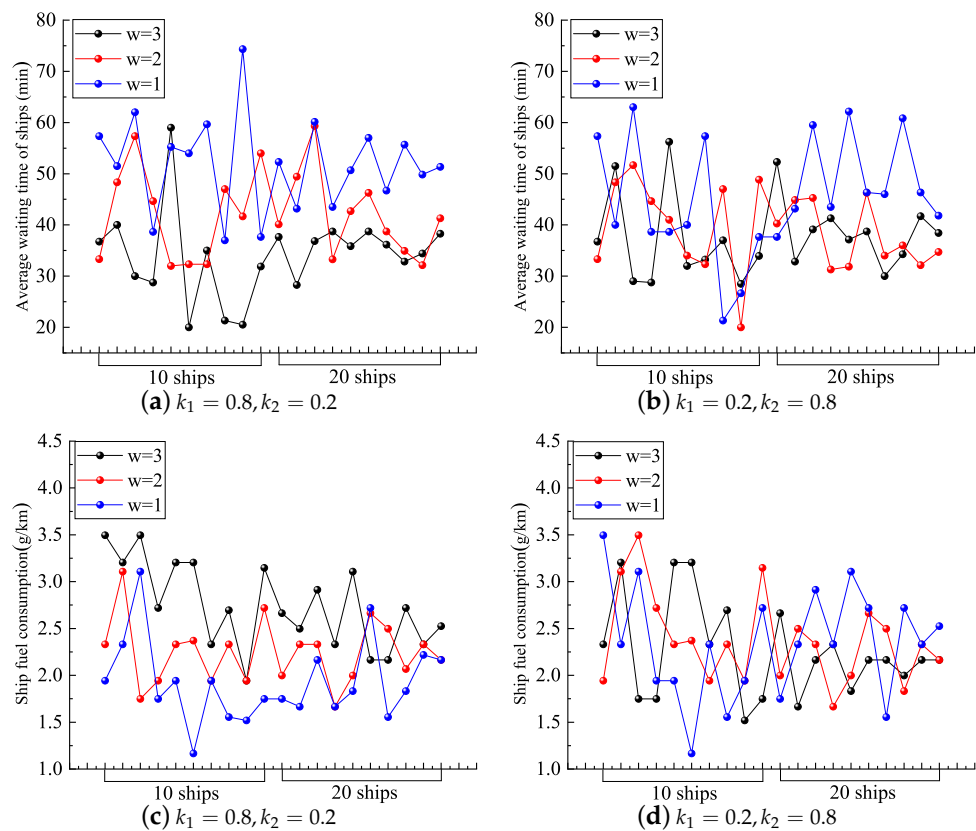 80
70
60
50
40
30
20
Average waiting time of ships (min)
w=3
w=2
w=1
10 ships
20 ships
(a) k₁ = 0.8, k₂ = 0.2
80
70
60
50
40
30
20
Average waiting time of ships (min)
w=3
w=2
w=1
10 ships
20 ships
(b) k₁ = 0.2, k₂ = 0.8
4.5
4.0
3.5
3.0
2.5
2.0
1.5
1.0
Ship fuel consumption(g/km)
w=3
w=2
w=1
10 ships
20 ships
(c) k₁ = 0.8, k₂ = 0.2
4.5
4.0
3.5
3.0
2.5
2.0
1.5
1.0
Ship fuel consumption(g/km)
w=3
w=2
w=1
10 ships
20 ships
(d) k₁ = 0.2, k₂ = 0.8